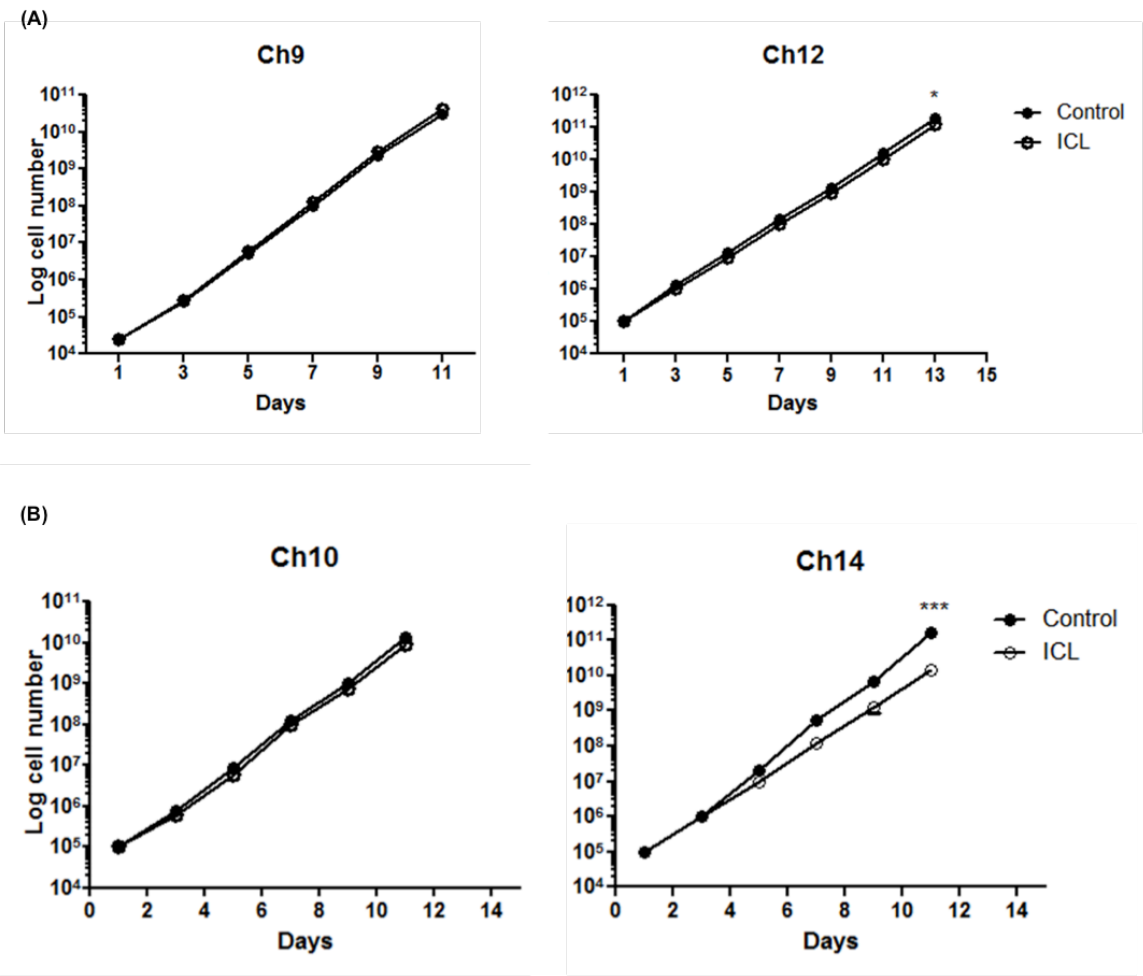 (A)
Ch9
10¹¹
10¹⁰
10⁹
10⁸
10⁷
10⁶
10⁵
10⁴
Log cell number
1 3 5 7 9 11
Days
Ch12
*
10¹²
10¹¹
10¹⁰
10⁹
10⁸
10⁷
10⁶
10⁵
10⁴
1 3 5 7 9 11 13 15
Days
Control
ICL
(B)
Ch10
10¹¹
10¹⁰
10⁹
10⁸
10⁷
10⁶
10⁵
10⁴
Log cell number
0 2 4 6 8 10 12 14
Days
Ch14
***
10¹²
10¹¹
10¹⁰
10⁹
10⁸
10⁷
10⁶
10⁵
10⁴
0 2 4 6 8 10 12 14
Days
Control
ICL